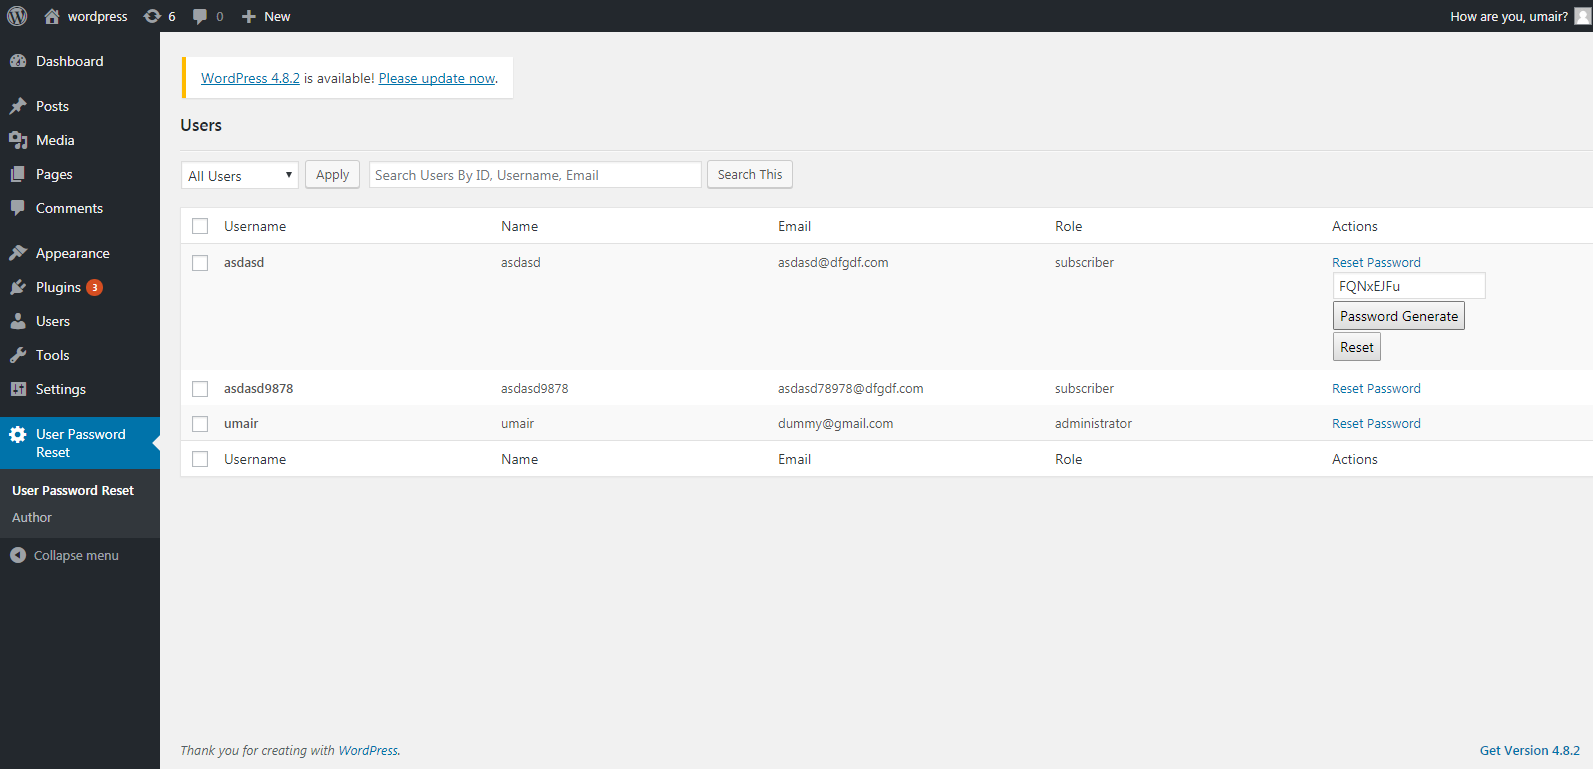 wordpress 6 0 New How are you, umair?
Dashboard
Posts
Media
Pages
Comments
Appearance
Plugins 3
Users
Tools
Settings
User Password
Reset
User Password Reset
Author
Collapse menu
WordPress 4.8.2 is available! Please update now.
Users
All Users Apply Search Users By ID, Username, Email Search This
Username Name Email Role Actions
asdasd asdasd asdasd@dfgdf.com subscriber Reset Password
FQNxEJFu
Password Generate
Reset
asdasd9878 asdasd9878 asdasd78978@dfgdf.com subscriber Reset Password
umair umair dummy@gmail.com administrator Reset Password
Username Name Email Role Actions
Thank you for creating with WordPress. Get Version 4.8.2